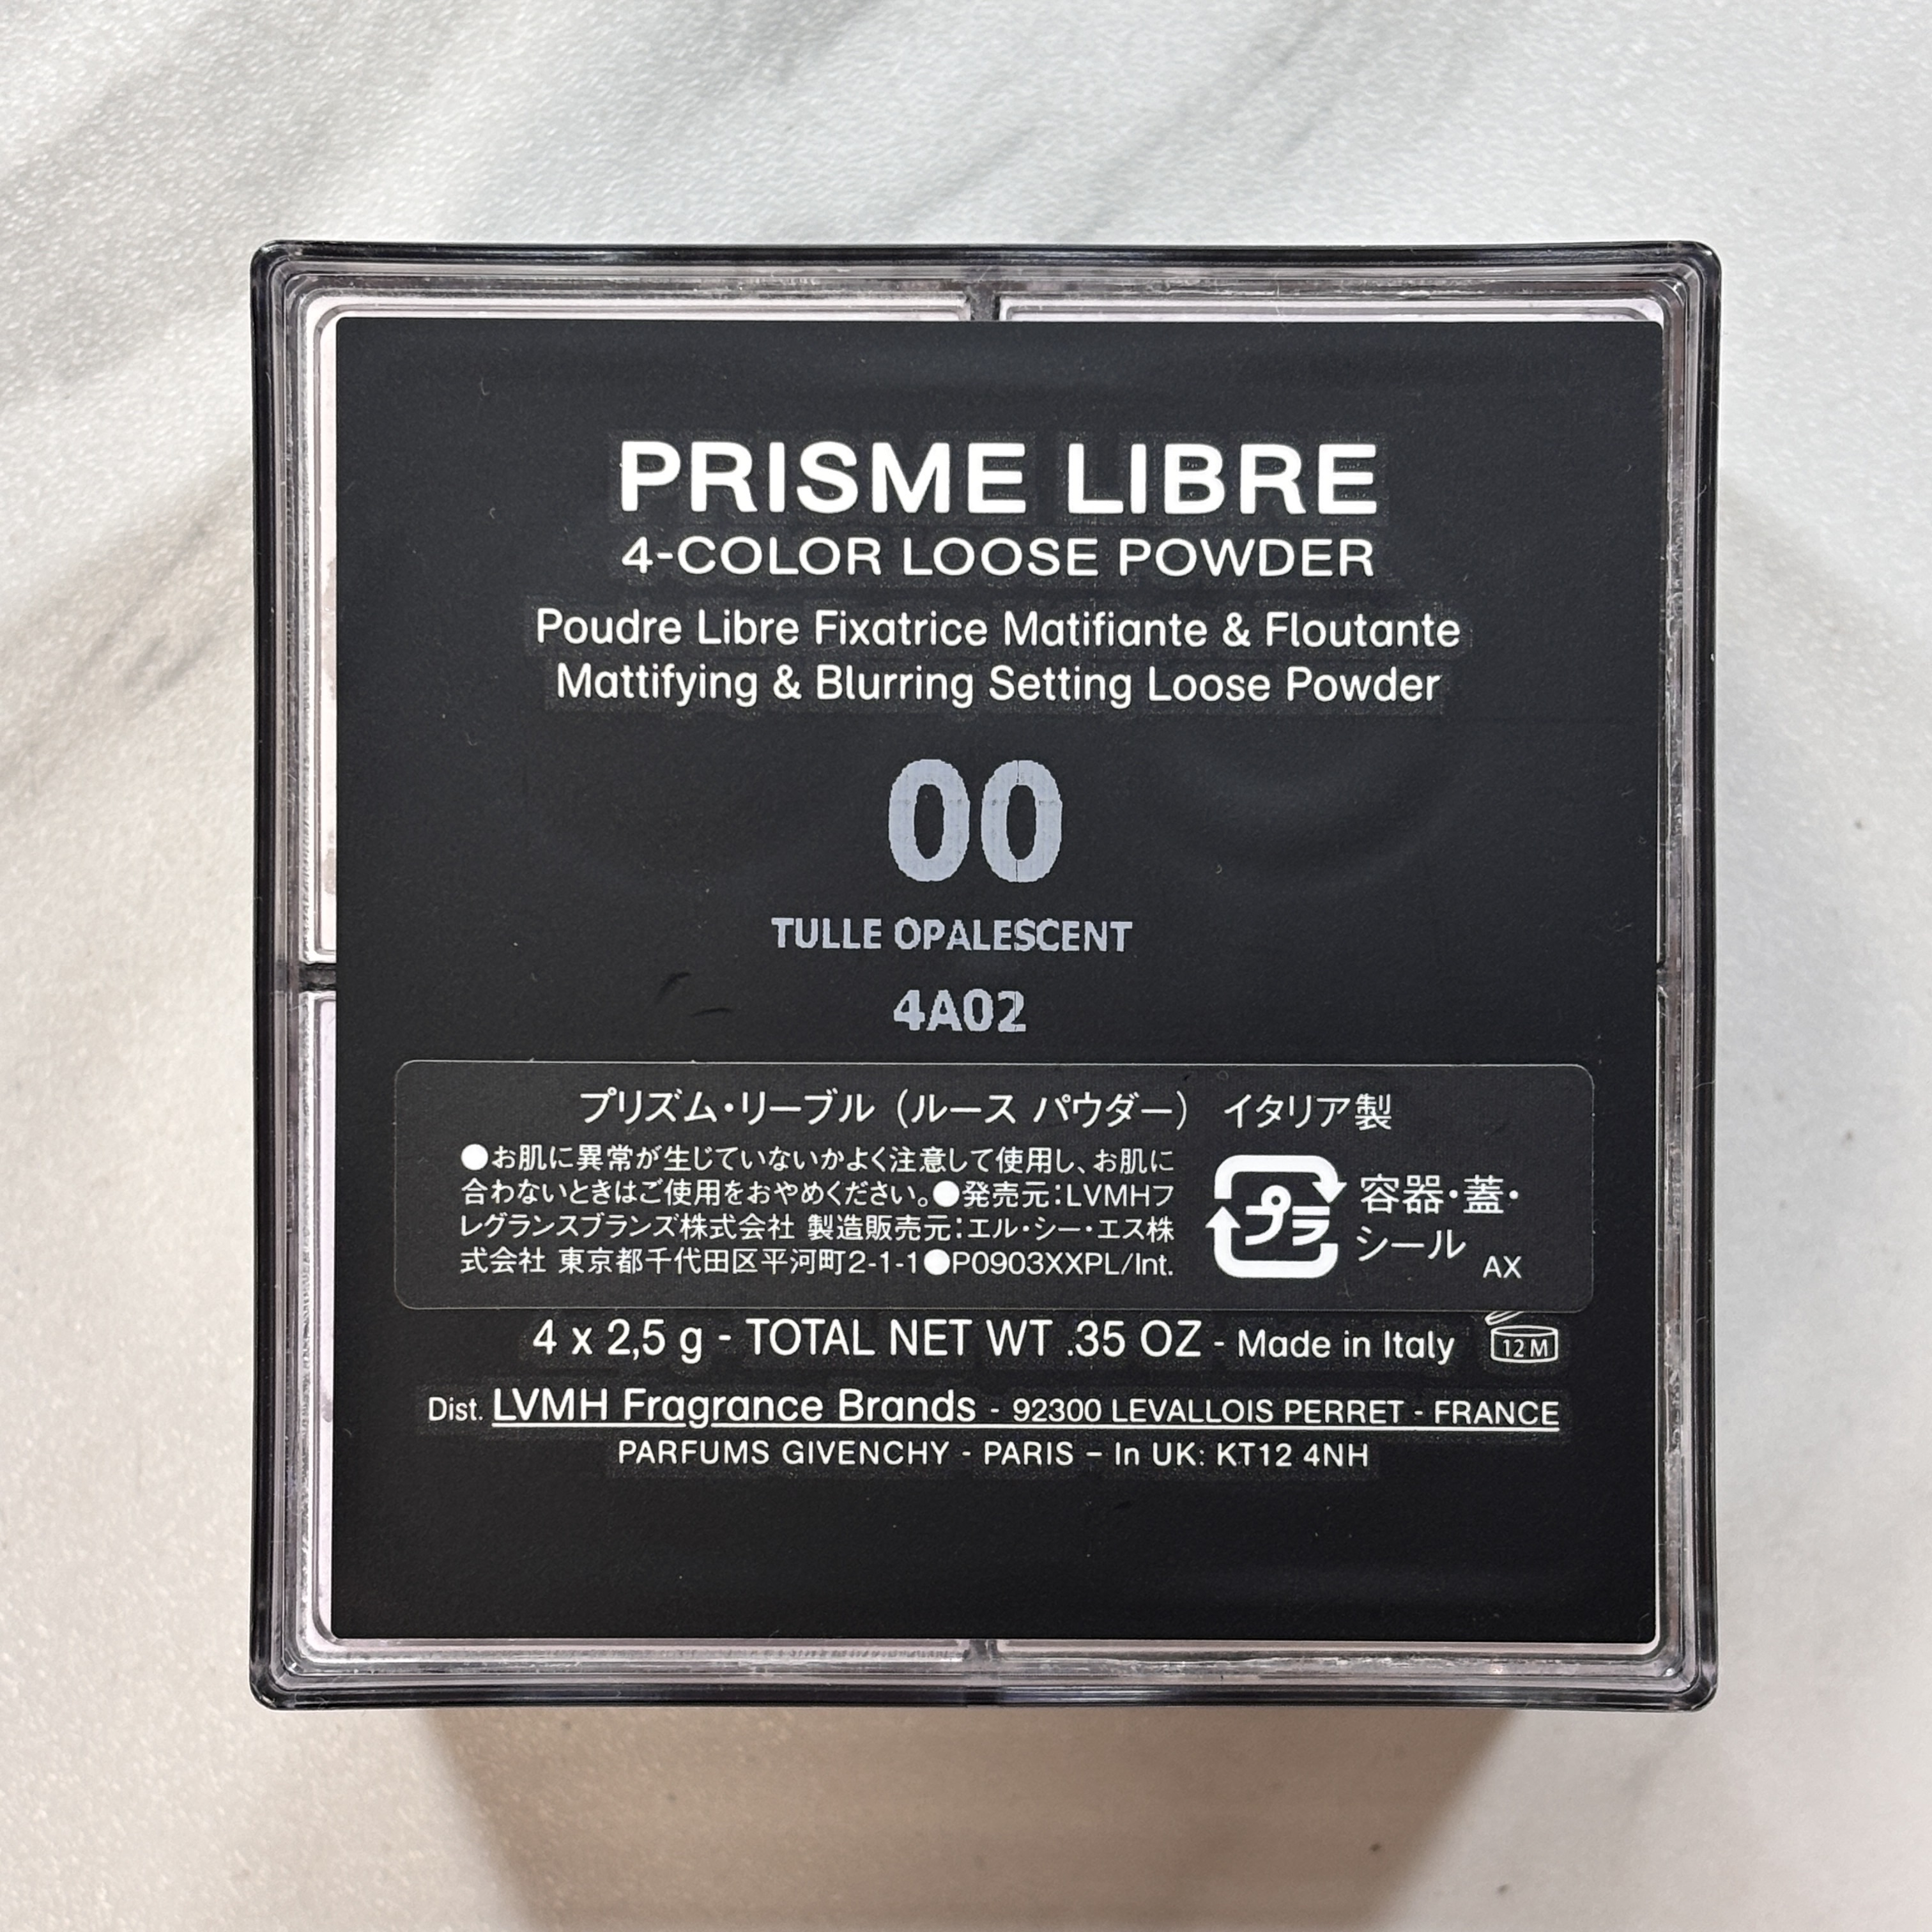 PRISME LIBRE
4-COLOR LOOSE POWDER
Poudre Libre Fixatrice Matifiante & Floutante
Mattifying & Blurring Setting Loose Powder
00
TULLE OPALESCENT
4A02
プリズム・リーブル（ルース パウダー） イタリア製
●お肌に異常が生じていないかよく注意して使用し、お肌に
合わないときはご使用をおやめください。●発売元：LVMHフ
レグランスブランズ株式会社 製造販売元：エル・シー・エス株
式会社 東京都千代田区平河町2-1-1●P0903XXPL/Int.
プラ
容器・蓋・
シール
AX
4 x 2,5 g - TOTAL NET WT .35 OZ - Made in Italy
12 M
Dist. LVMH Fragrance Brands - 92300 LEVALLOIS PERRET - FRANCE
PARFUMS GIVENCHY - PARIS – In UK: KT12 4NH